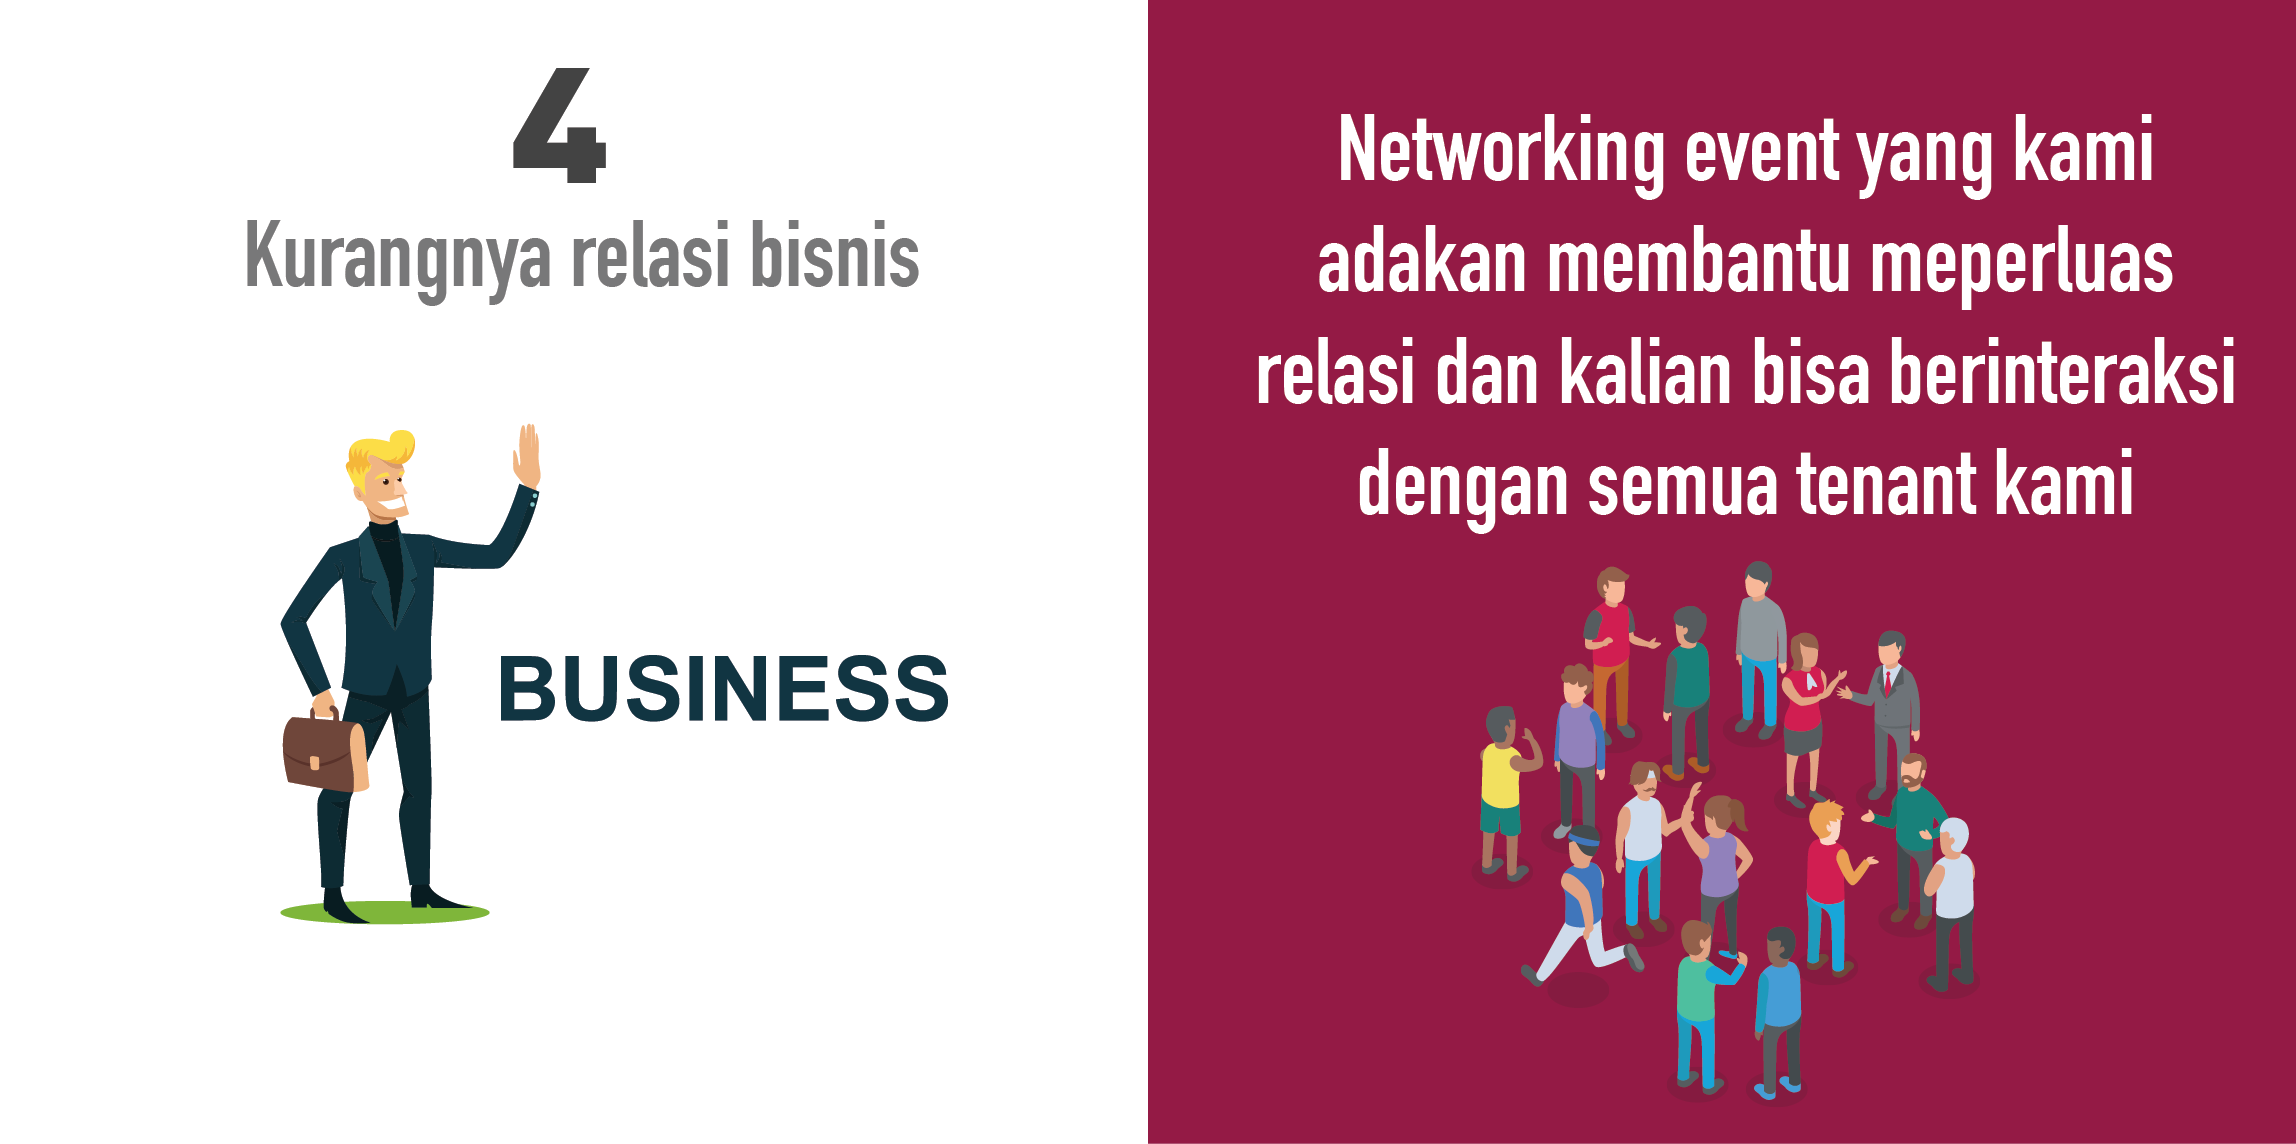 4
Kurangnya relasi bisnis
BUSINESS
Networking event yang kami
adakan membantu meperluas
relasi dan kalian bisa berinteraksi
dengan semua tenant kami